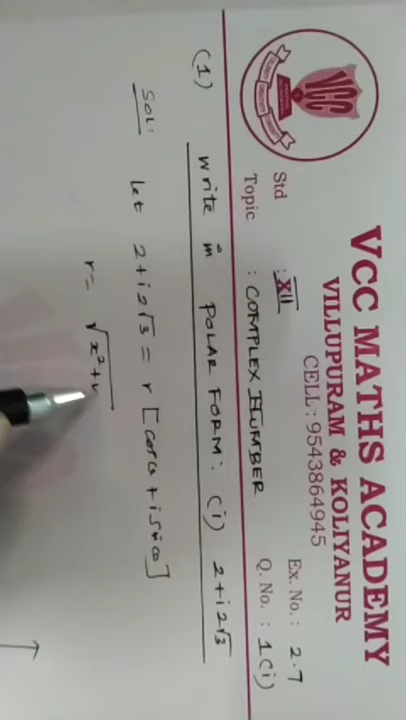 VCC MATHS ACADEMY
VILLUPURAM & KOLIYANUR
CELL : 9543864945
VCC
Std : XII
Ex. No. : 2.7
Topic : COMPLEX NUMBER
Q. No. : 1(i)
(1) Write in POLAR FORM: (i) 2+i2√3
Sol:
Let 2+i2√3 = r [cosθ + i sinθ]
r = √x²+